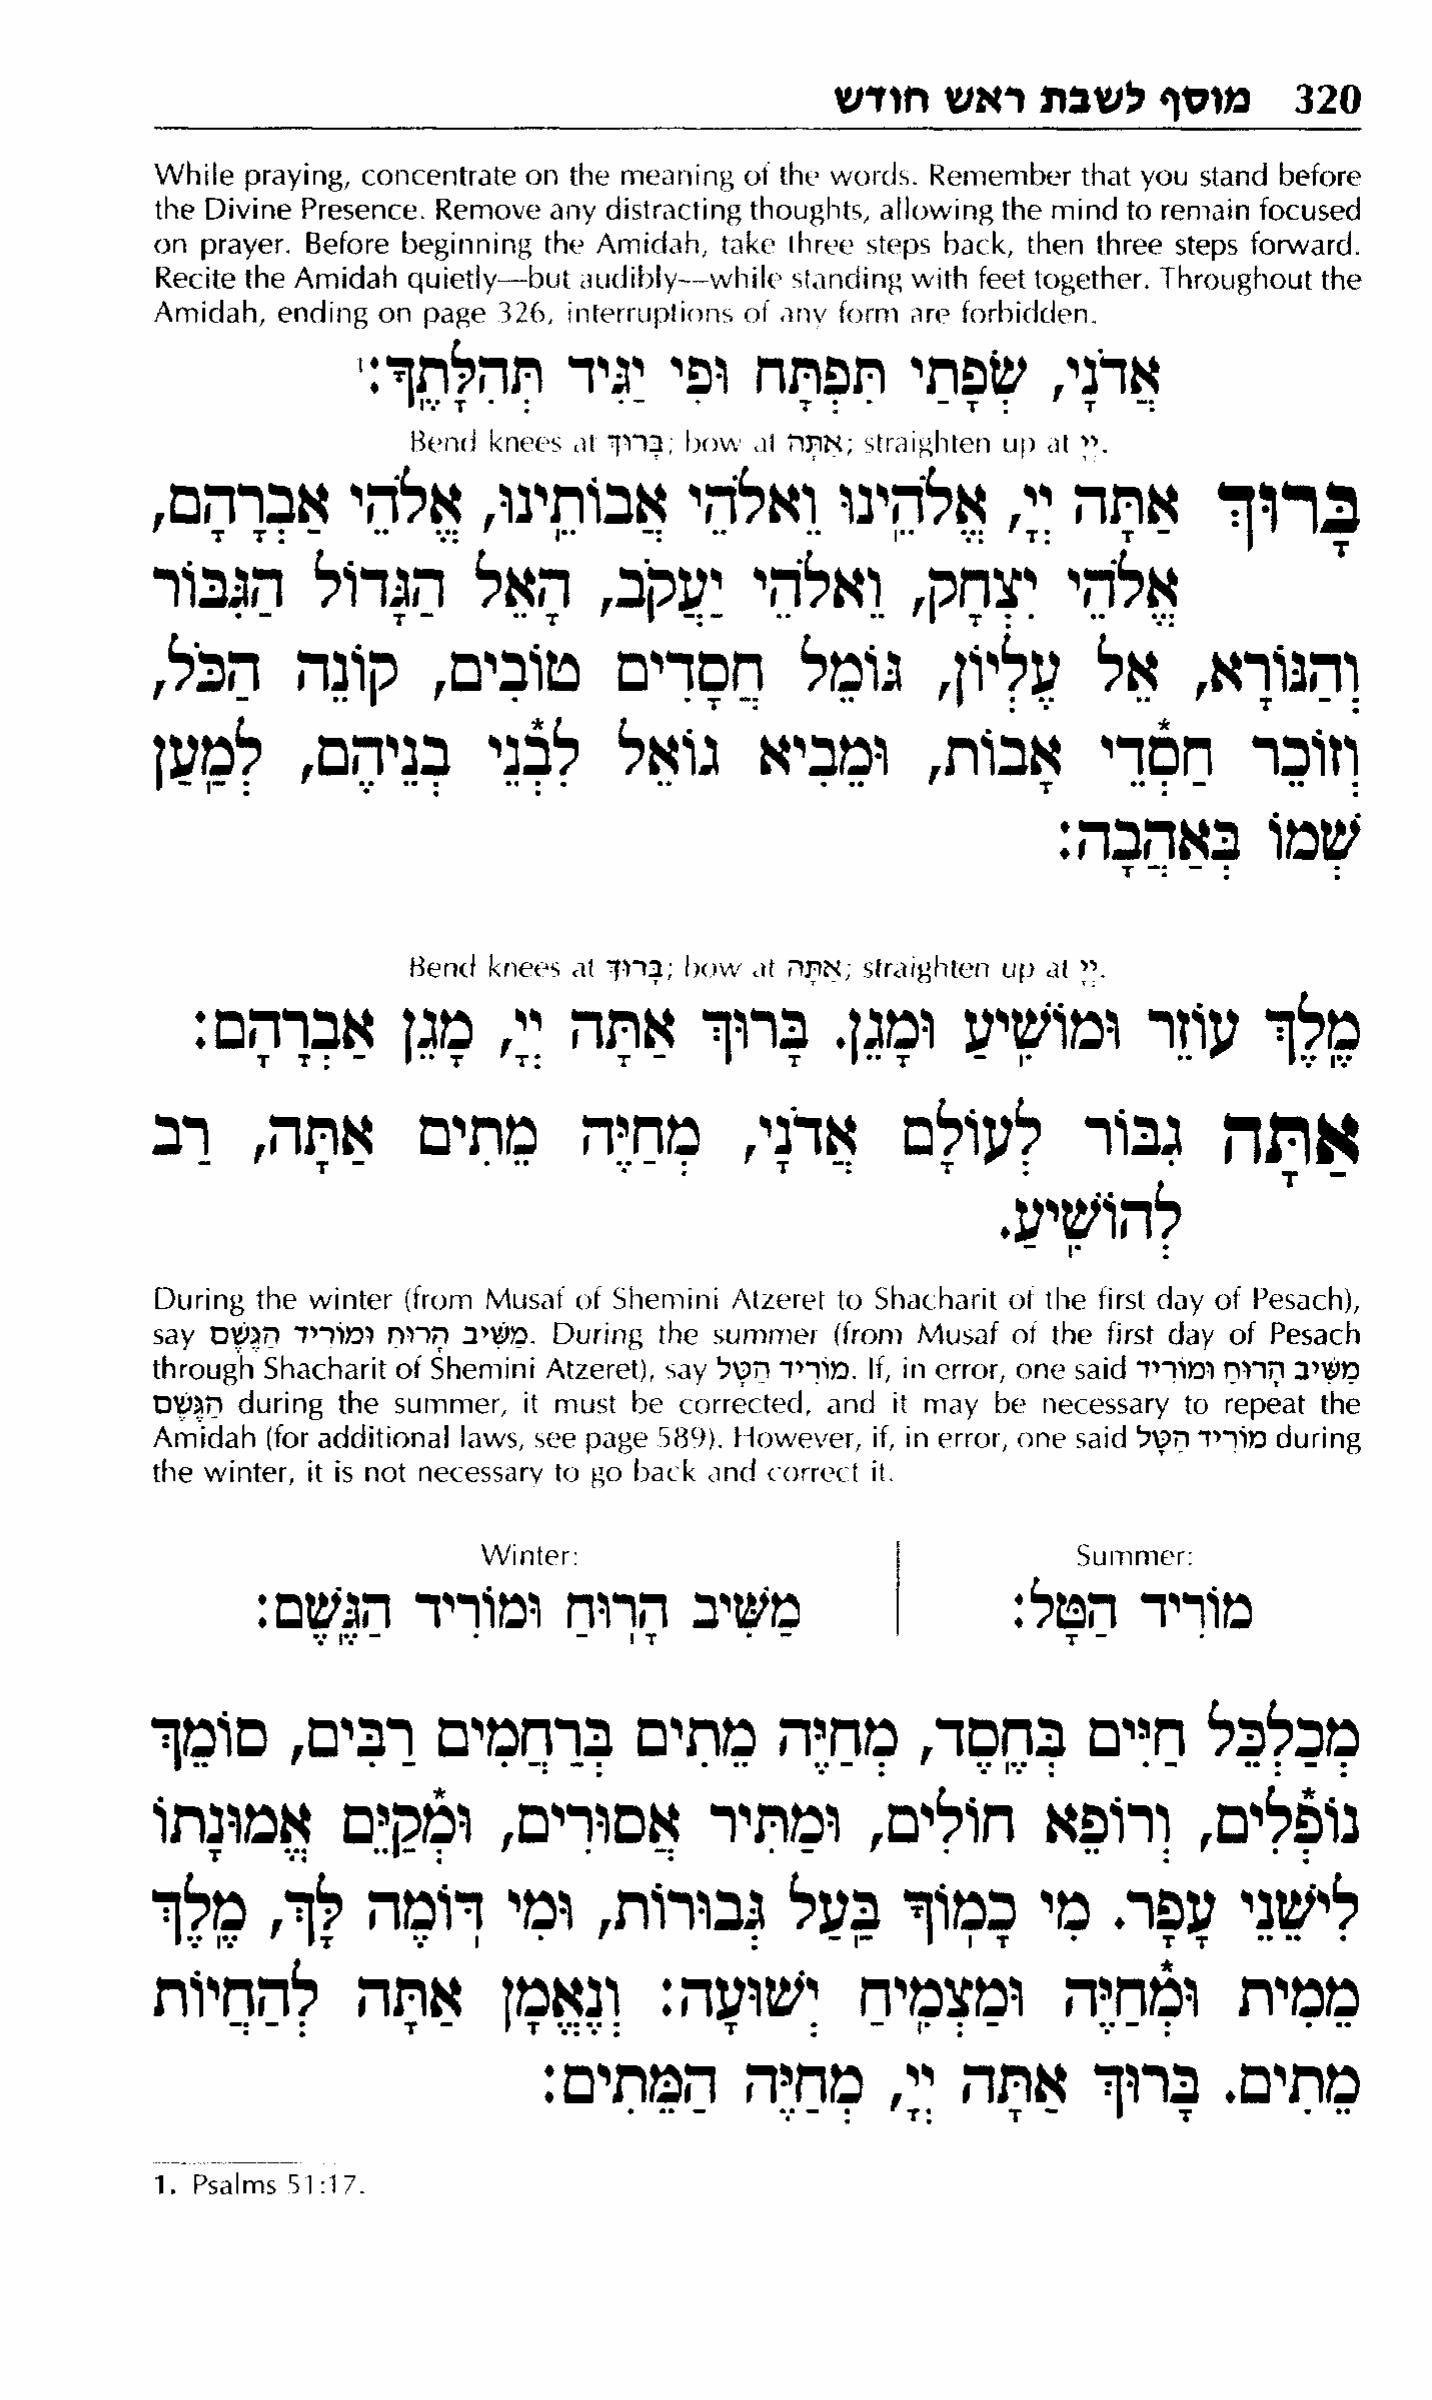 320 מוסף לשבת ראש חודש
While praying, concentrate on the meaning of the words. Remember that you stand before
the Divine Presence. Remove any distracting thoughts, allowing the mind to remain focused
on prayer. Before beginning the Amidah, take three steps back, then three steps forward.
Recite the Amidah quietly—but audibly—while standing with feet together. Throughout the
Amidah, ending on page 326, interruptions of any form are forbidden.
אֲדֹנָי, שְׂפָתַי תִּפְתָּח וּפִי יַגִּיד תְּהִלָּתֶךָ:¹
Bend knees at בָּרוּךְ; bow at אַתָּה; straighten up at יְיָ.
בָּרוּךְ אַתָּה יְיָ, אֱלֹהֵינוּ וֵאלֹהֵי אֲבוֹתֵינוּ, אֱלֹהֵי אַבְרָהָם,
אֱלֹהֵי יִצְחָק, וֵאלֹהֵי יַעֲקֹב, הָאֵל הַגָּדוֹל הַגִּבּוֹר
וְהַנּוֹרָא, אֵל עֶלְיוֹן, גּוֹמֵל חֲסָדִים טוֹבִים, קוֹנֵה הַכֹּל,
וְזוֹכֵר חַסְ*דֵי אָבוֹת, וּמֵבִיא גוֹאֵל לִבְ*נֵי בְנֵיהֶם, לְמַעַן
שְׁמוֹ בְּאַהֲבָה:
Bend knees at בָּרוּךְ; bow at אַתָּה; straighten up at יְיָ.
מֶלֶךְ עוֹזֵר וּמוֹשִׁיעַ וּמָגֵן. בָּרוּךְ אַתָּה יְיָ, מָגֵן אַבְרָהָם:
אַתָּה גִבּוֹר לְעוֹלָם אֲדֹנָי, מְחַיֶּה מֵתִים אַתָּה, רַב
לְהוֹשִׁיעַ.
During the winter (from Musaf of Shemini Atzeret to Shacharit of the first day of Pesach),
say מַשִּׁיב הָרוּחַ וּמוֹרִיד הַגֶּשֶׁם. During the summer (from Musaf of the first day of Pesach
through Shacharit of Shemini Atzeret), say מוֹרִיד הַטָּל. If, in error, one said מַשִּׁיב הָרוּחַ וּמוֹרִיד
הַגֶּשֶׁם during the summer, it must be corrected, and it may be necessary to repeat the
Amidah (for additional laws, see page 589). However, if, in error, one said מוֹרִיד הַטָּל during
the winter, it is not necessary to go back and correct it.
Summer:
מוֹרִיד הַטָּל:
Winter:
מַשִּׁיב הָרוּחַ וּמוֹרִיד הַגֶּשֶׁם:
מְכַלְכֵּל חַיִּים בְּחֶסֶד, מְחַיֶּה מֵתִים בְּרַחֲמִים רַבִּים, סוֹמֵךְ
נוֹפְ*לִים, וְרוֹפֵא חוֹלִים, וּמַתִּיר אֲסוּרִים, וּמְ*קַיֵּם אֱמוּנָתוֹ
לִישֵׁנֵי עָפָר. מִי כָמוֹךָ בַּעַל גְּבוּרוֹת, וּמִי דּוֹמֶה לָּךְ, מֶלֶךְ
מֵמִית וּמְ*חַיֶּה וּמַצְמִיחַ יְשׁוּעָה: וְנֶאֱמָן אַתָּה לְהַחֲיוֹת
מֵתִים. בָּרוּךְ אַתָּה יְיָ, מְחַיֶּה הַמֵּתִים:
1. Psalms 51:17.